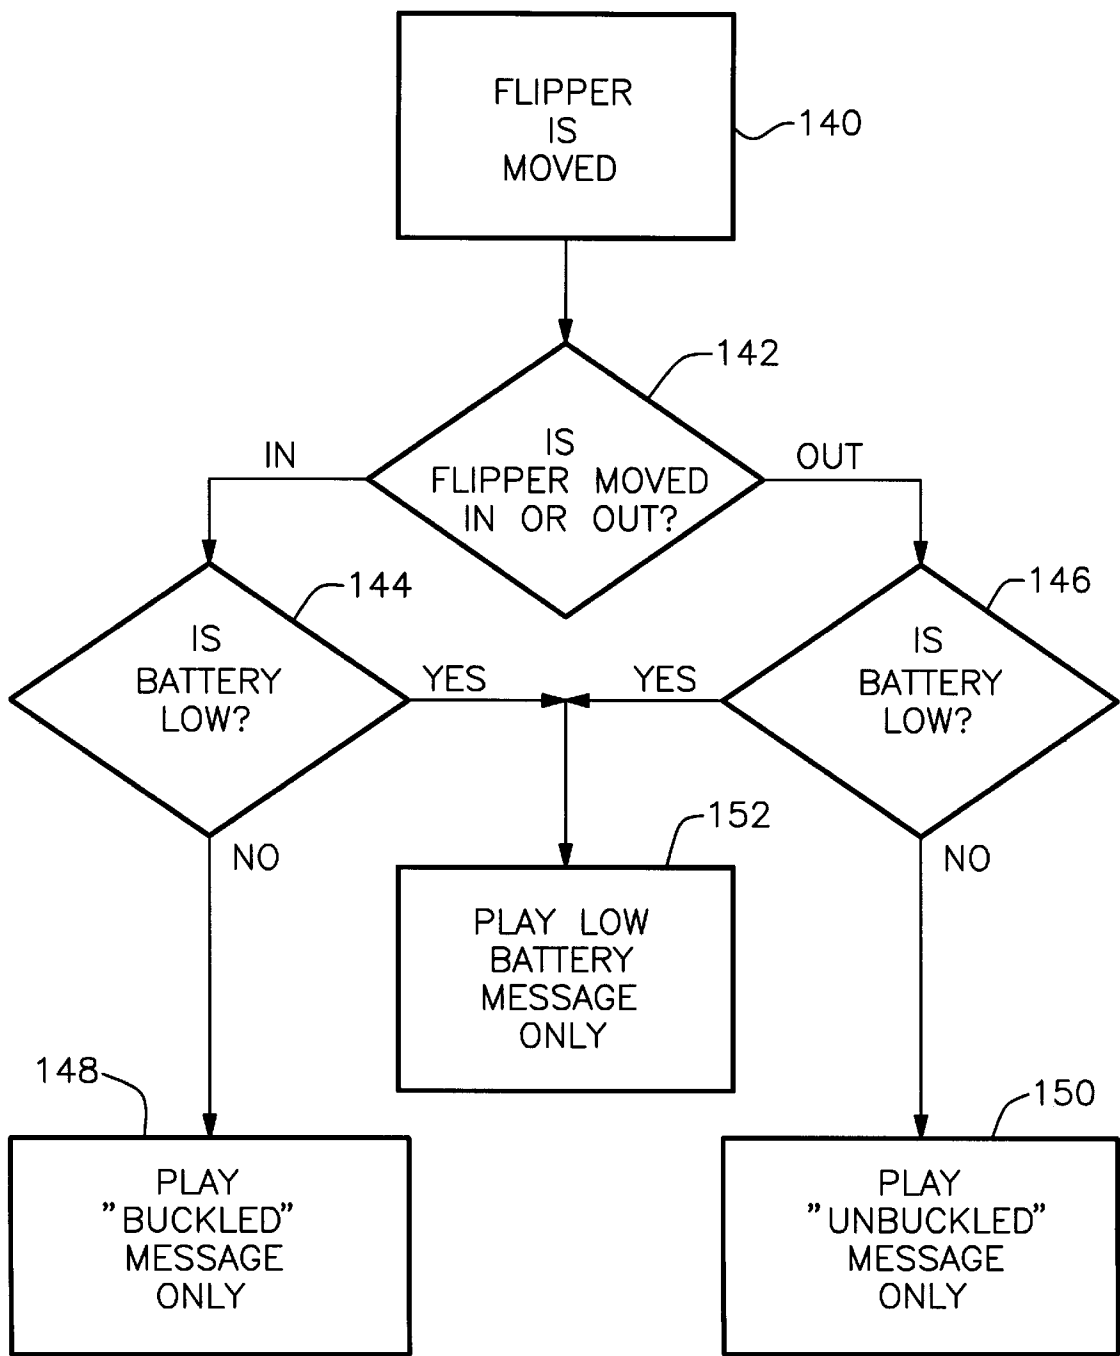 FLIPPER
IS
MOVED
140
142
IS
FLIPPER MOVED
IN OR OUT?
IN
OUT
144
IS
BATTERY
LOW?
YES
NO
146
IS
BATTERY
LOW?
YES
NO
152
PLAY LOW
BATTERY
MESSAGE
ONLY
148
PLAY
"BUCKLED"
MESSAGE
ONLY
150
PLAY
"UNBUCKLED"
MESSAGE
ONLY